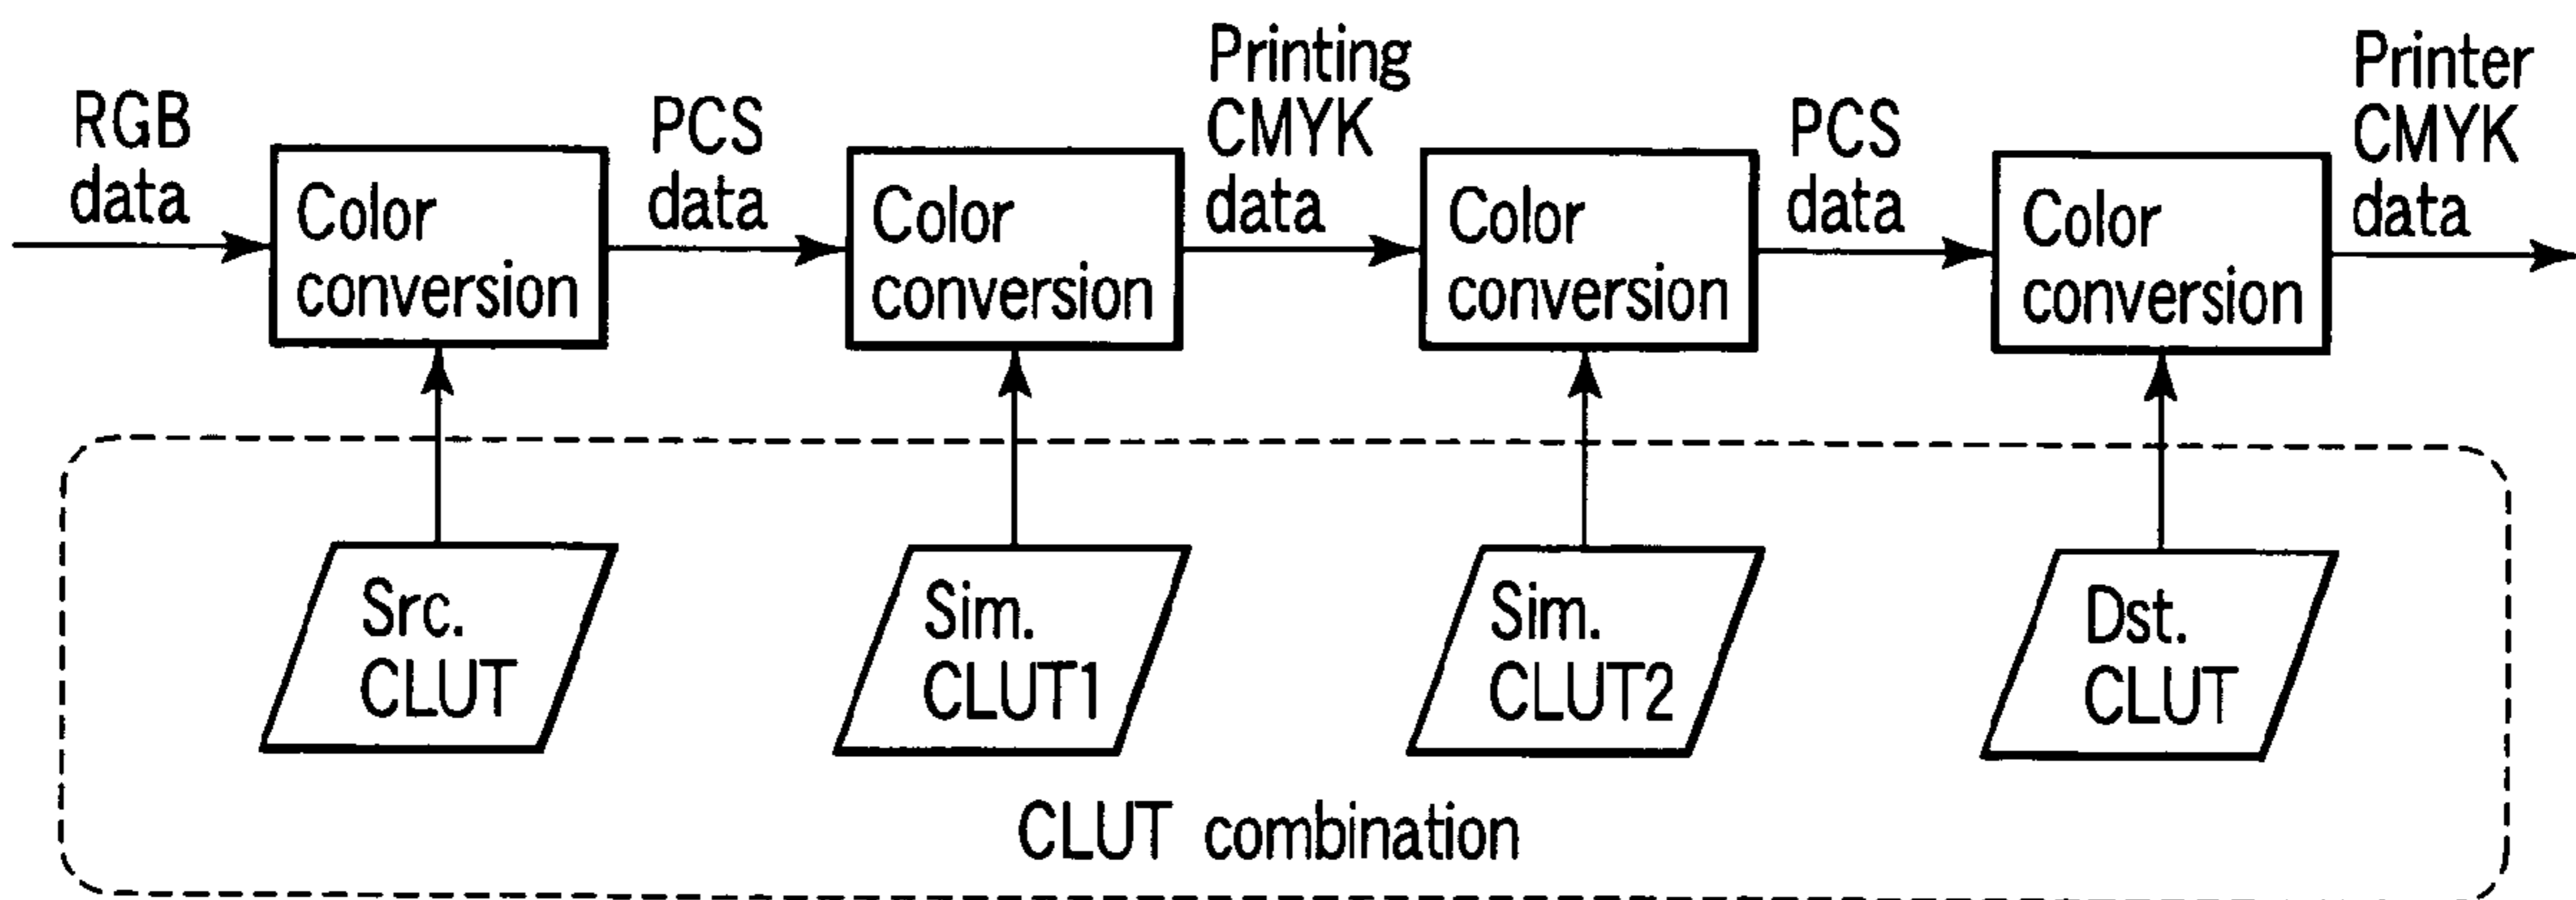 RGB
data
Color
conversion
PCS
data
Color
conversion
Printing
CMYK
data
Color
conversion
PCS
data
Color
conversion
Printer
CMYK
data
Src.
CLUT
Sim.
CLUT1
Sim.
CLUT2
Dst.
CLUT
CLUT combination